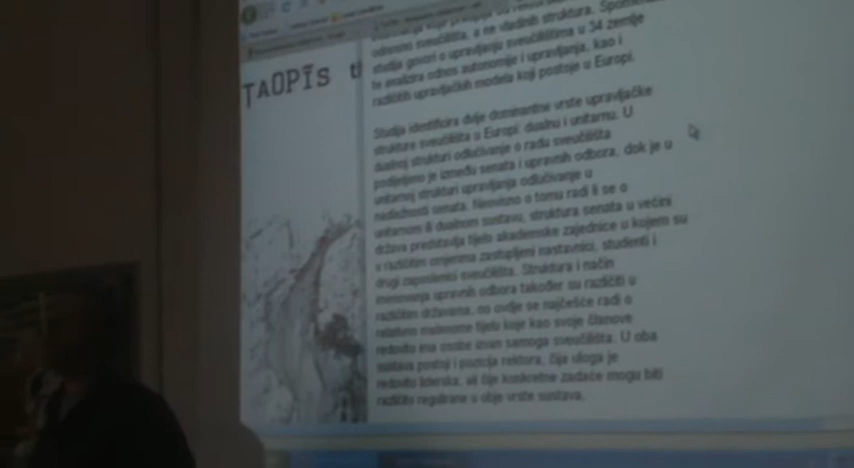 TAOPĪS
odnosno sveučilišta, a ne vladinih struktura.
studija govori o upravljanju sveučilištima u 34 zemlje
te analizira odnos autonomije i upravljanja, kao i
različitih upravljačkih modela koji postoje u Europi.
Studija identificira dvije dominantne vrste upravljačke
strukture sveučilišta u Europi: dualnu i unitarnu. U
dualnoj strukturi odlučivanje o radu sveučilišta
podijeljeno je između senata i upravnih odbora, dok je u
unitarnoj strukturi upravljanja odlučivanje u
nadležnosti senata. Neovisno o tomu radi li se o
unitarnom ili dualnom sustavu, struktura senata u većini
država predstavlja tijelo akademske zajednice u kojem su
u različitim omjerima zastupljeni nastavnici, studenti i
drugi zaposlenici sveučilišta. Struktura i način
imenovanja upravnih odbora također su različiti u
različitim državama, no ovdje se najčešće radi o
relativno malenome tijelu koje kao svoje članove
redovito ima osobe izvan samoga sveučilišta. U oba
sustava postoji i pozicija rektora, čija uloga je
redovito liderska, ali čije konkretne zadaće mogu biti
različito regulirane u obje vrste sustava.